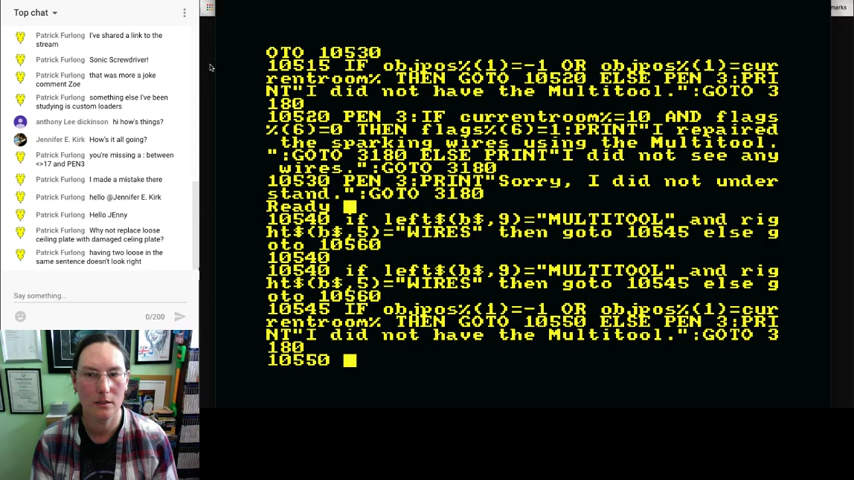 Top chat
Patrick Furlong I've shared a link to the
stream
Patrick Furlong Sonic Screwdriver!
Patrick Furlong that was more a joke
comment Zoe
Patrick Furlong something else I've been
studying is custom loaders
anthony Lee dickinson hi how's things?
Jennifer E. Kirk How's it all going?
Patrick Furlong you're missing a : between
<>17 and PEN3
Patrick Furlong I made a mistake there
Patrick Furlong hello @Jennifer E. Kirk
Patrick Furlong Hello JEnny
Patrick Furlong Why not replace loose
ceiling plate with damaged celing plate?
Patrick Furlong having two loose in the
same sentence doesn't look right
Say something...
0/200
OTO 10530
10515 IF objpos%(1)=-1 OR objpos%(1)=cur
rentroom% THEN GOTO 10520 ELSE PEN 3:PRI
NT"I did not have the Multitool.":GOTO 3
180
10520 PEN 3:IF currentroom%=10 AND flags
%(6)=0 THEN flags%(6)=1:PRINT"I repaired
the sparking wires using the Multitool.
":GOTO 3180 ELSE PRINT"I did not see any
wires.":GOTO 3180
10530 PEN 3:PRINT"Sorry, I did not under
stand.":GOTO 3180
Ready
10540 if left$(b$,9)="MULTITOOL" and rig
ht$(b$,5)="WIRES" then goto 10545 else g
oto 10560
10540
10540 if left$(b$,9)="MULTITOOL" and rig
ht$(b$,5)="WIRES" then goto 10545 else g
oto 10560
10545 IF objpos%(1)=-1 OR objpos%(1)=cur
rentroom% THEN GOTO 10550 ELSE PEN 3:PRI
NT"I did not have the Multitool.":GOTO 3
180
10550